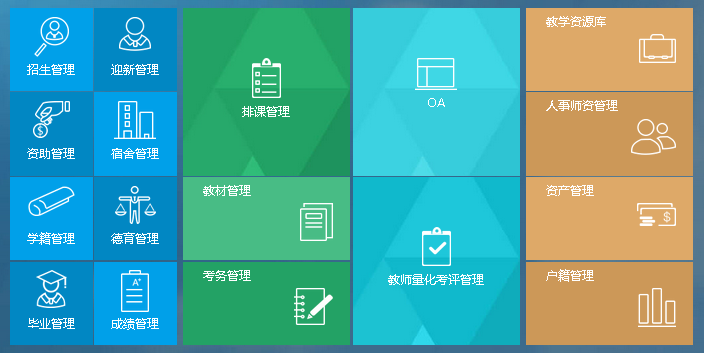 招生管理
迎新管理
资助管理
宿舍管理
学籍管理
德育管理
毕业管理
A+
成绩管理
排课管理
教材管理
考务管理
OA
教师量化考评管理
教学资源库
人事师资管理
资产管理
$
户籍管理